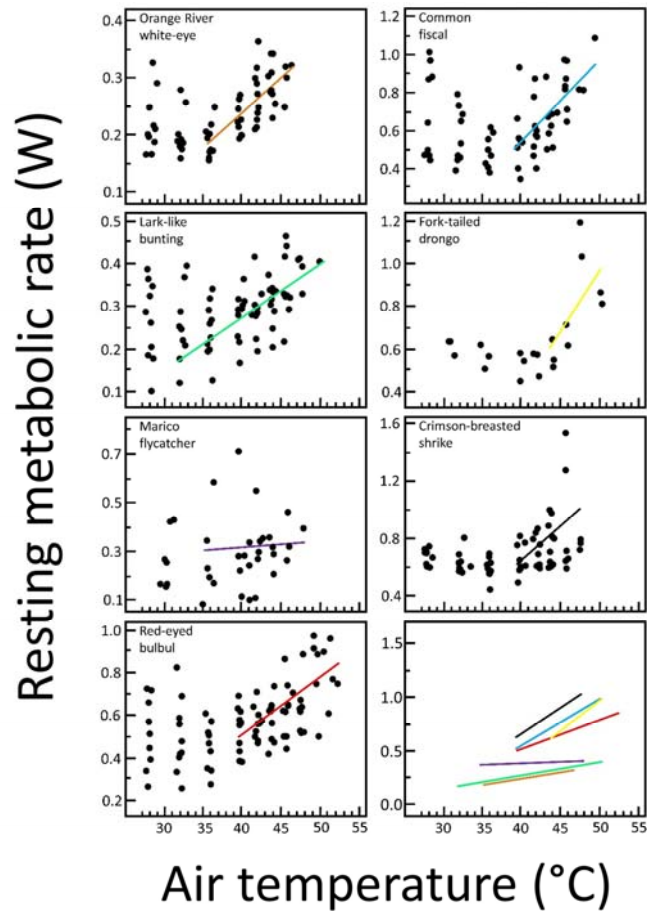 Resting metabolic rate (W)
Orange River
white-eye
0.4
0.3
0.2
0.1
Common
fiscal
1.2
1.0
0.8
0.6
0.4
0.2
Lark-like
bunting
0.5
0.4
0.3
0.2
0.1
Fork-tailed
drongo
1.2
1.0
0.8
0.6
0.4
Marico
flycatcher
0.7
0.5
0.3
0.1
Crimson-breasted
shrike
1.6
1.2
0.8
0.4
Red-eyed
bulbul
1.0
0.8
0.6
0.4
0.2
1.5
1.0
0.5
0.0
30 35 40 45 50 55
30 35 40 45 50 55
Air temperature (°C)